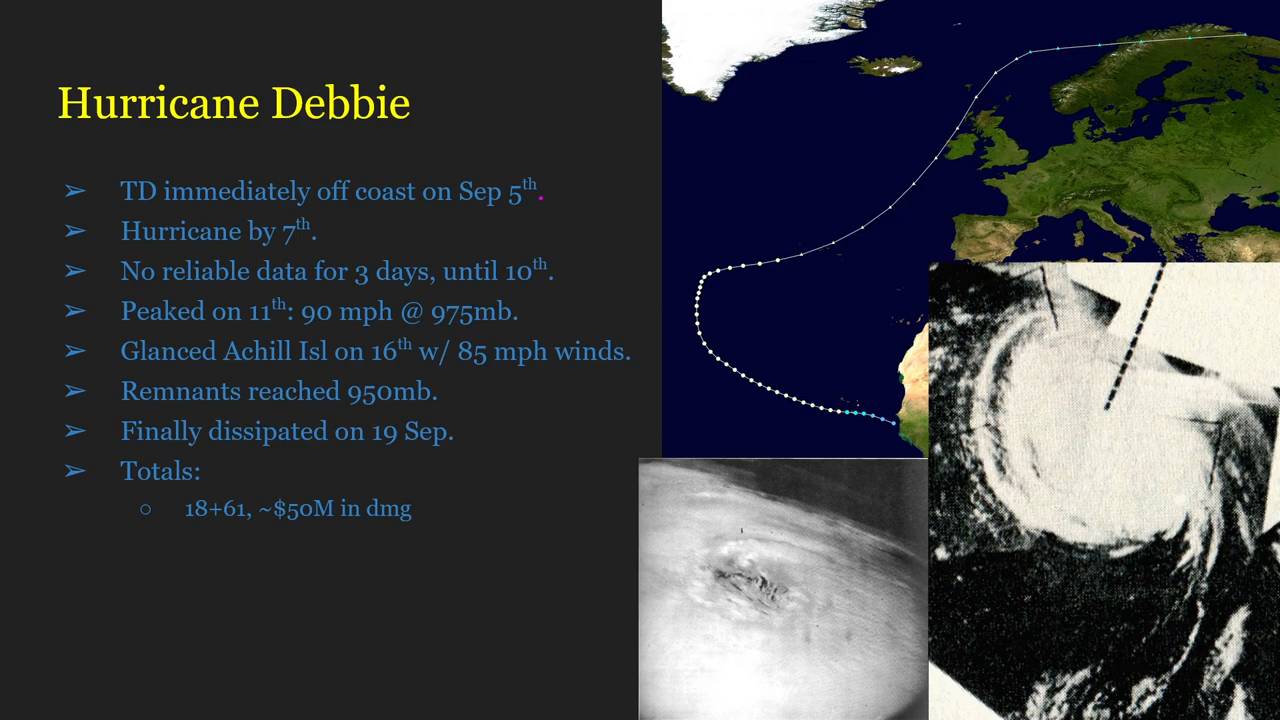 Hurricane Debbie
➢ TD immediately off coast on Sep 5th.
➢ Hurricane by 7th.
➢ No reliable data for 3 days, until 10th.
➢ Peaked on 11th: 90 mph @ 975mb.
➢ Glanced Achill Isl on 16th w/ 85 mph winds.
➢ Remnants reached 950mb.
➢ Finally dissipated on 19 Sep.
➢ Totals:
○ 18+61, ~$50M in dmg